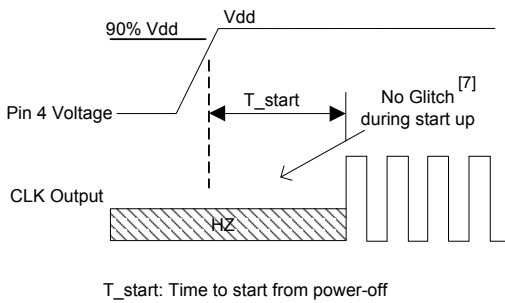 90% Vdd
Vdd
T_start
No Glitch [7]
during start up
Pin 4 Voltage
CLK Output
HZ
T_start: Time to start from power-off